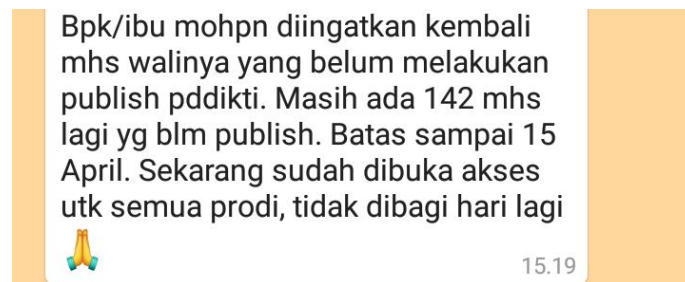 Bpk/ibu mohpn diingatkan kembali
mhs walinya yang belum melakukan
publish pddikti. Masih ada 142 mhs
lagi yg blm publish. Batas sampai 15
April. Sekarang sudah dibuka akses
utk semua prodi, tidak dibagi hari lagi
🙏
15.19